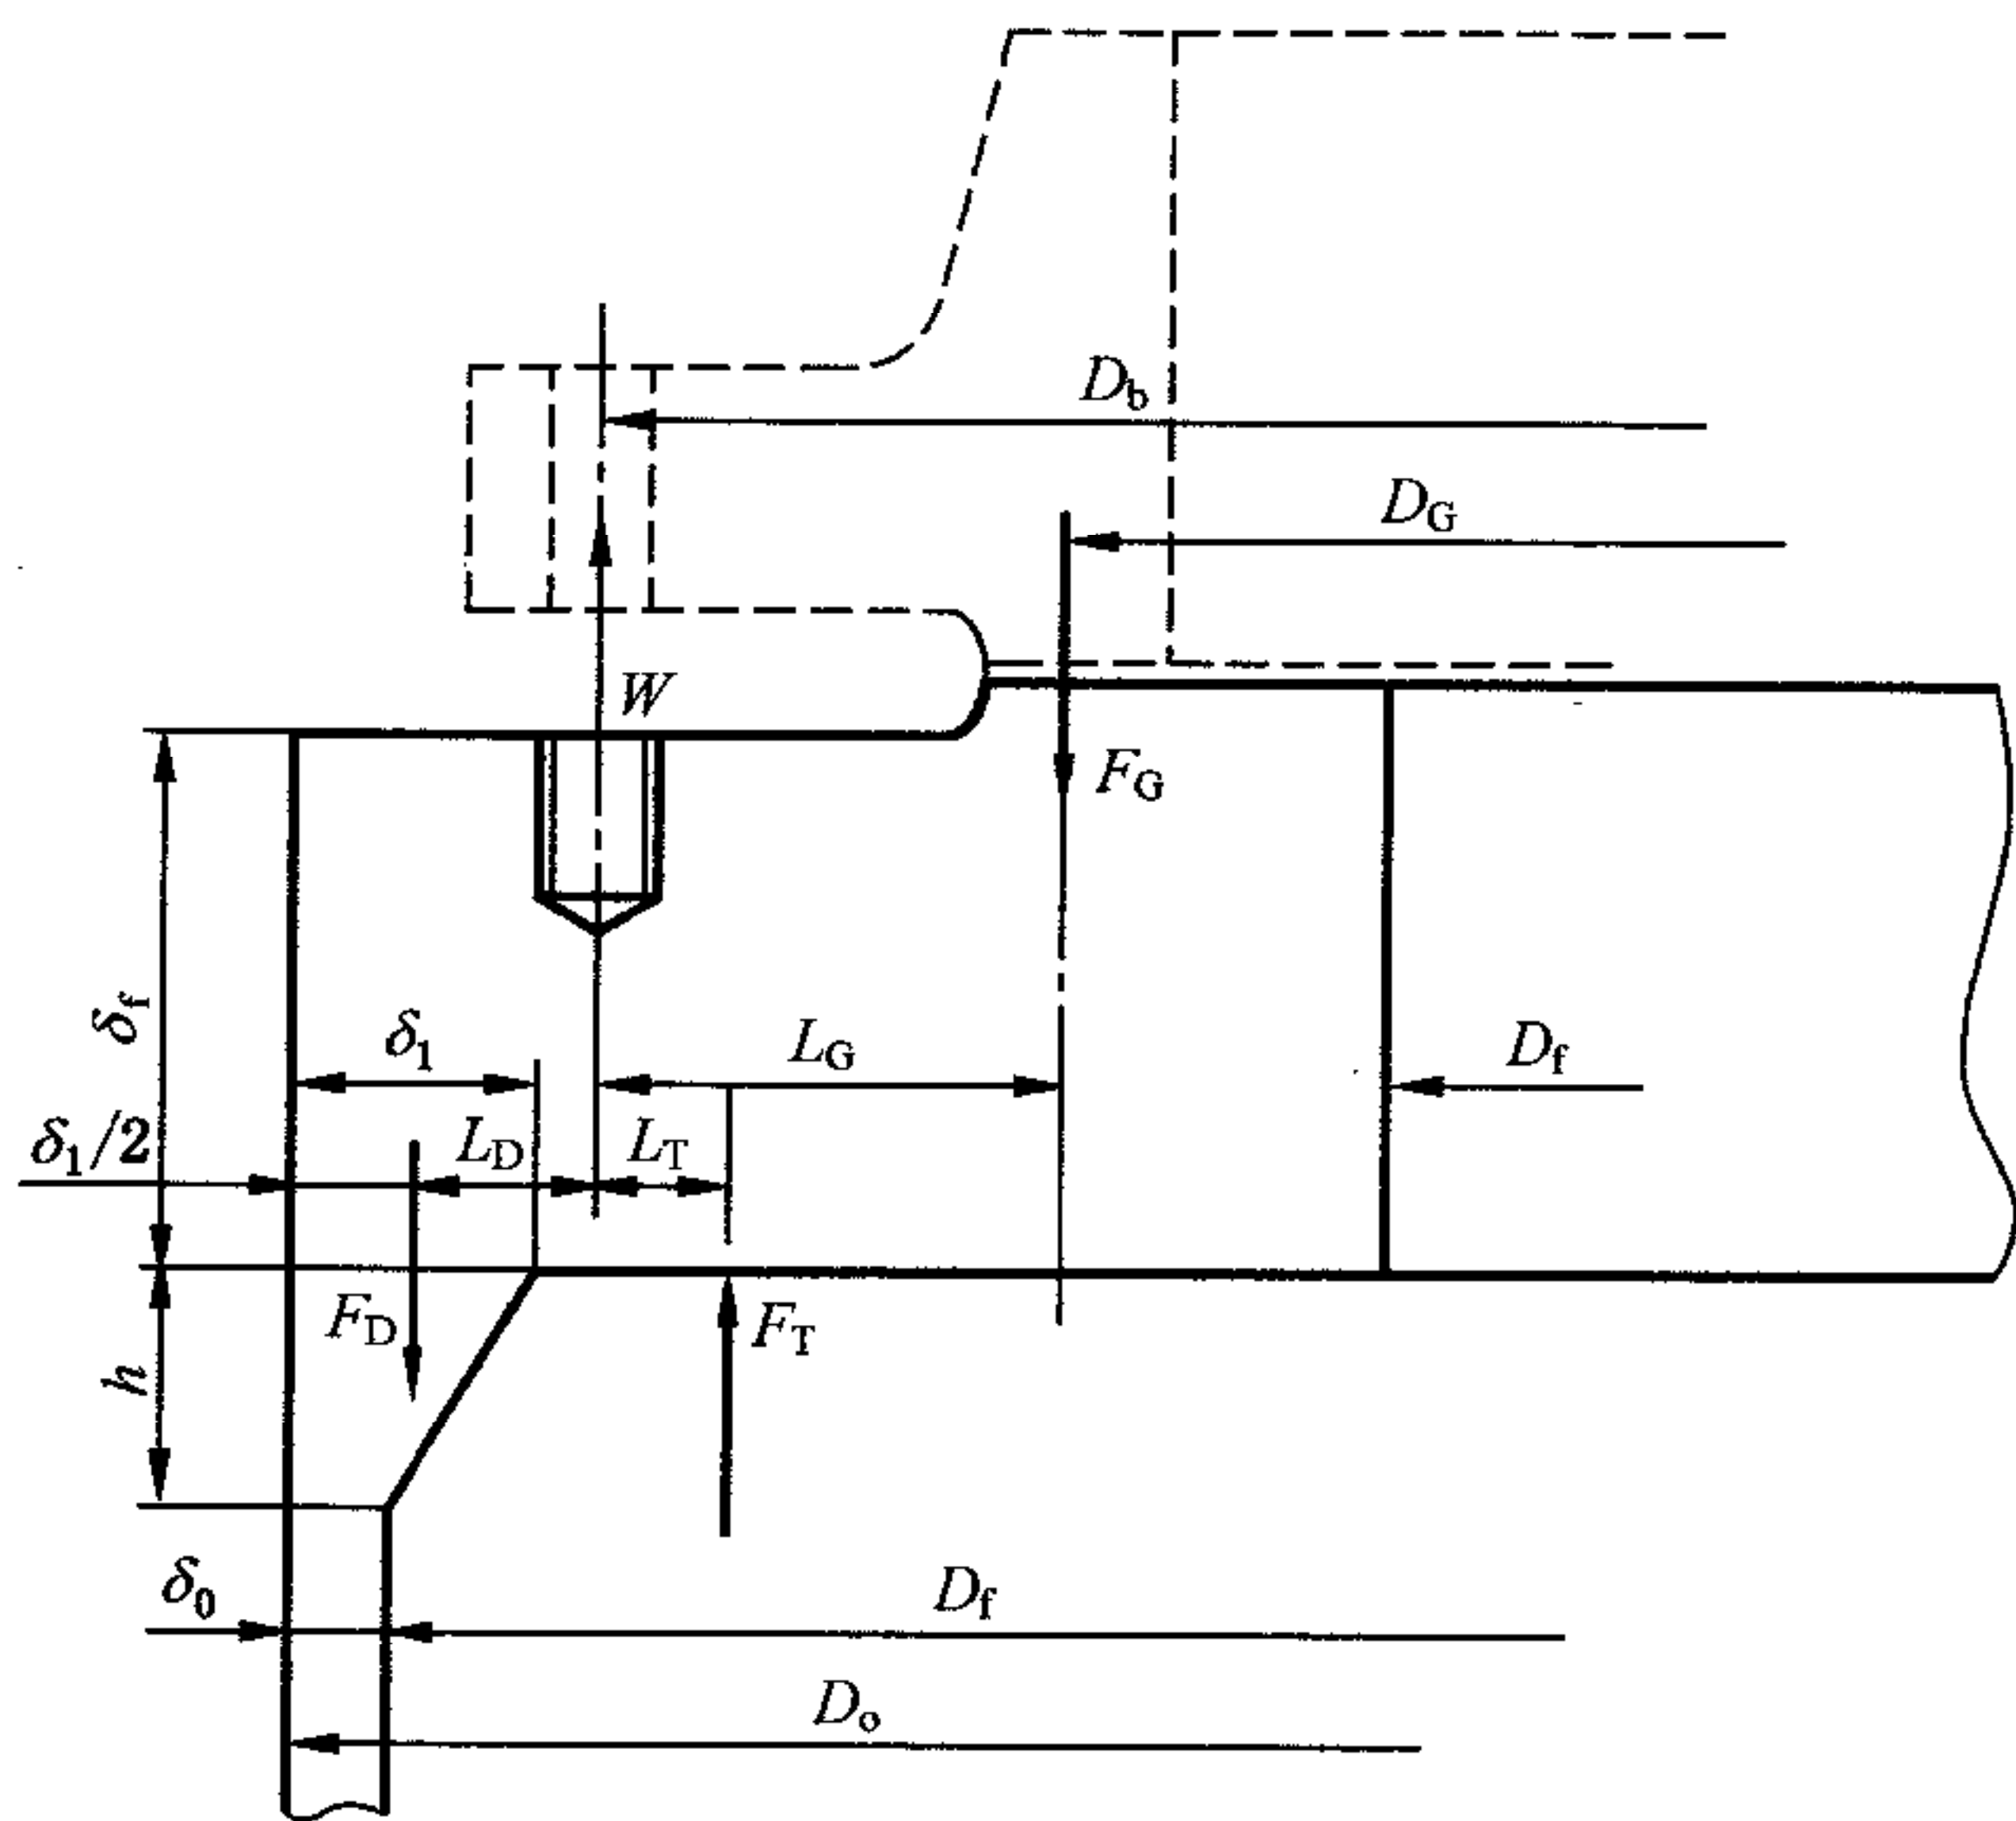 D_b
D_G
W
F_G
δ_f
δ_1
L_G
D_f
δ_1/2
L_D
L_T
F_D
F_T
h
δ_0
D_f
D_o